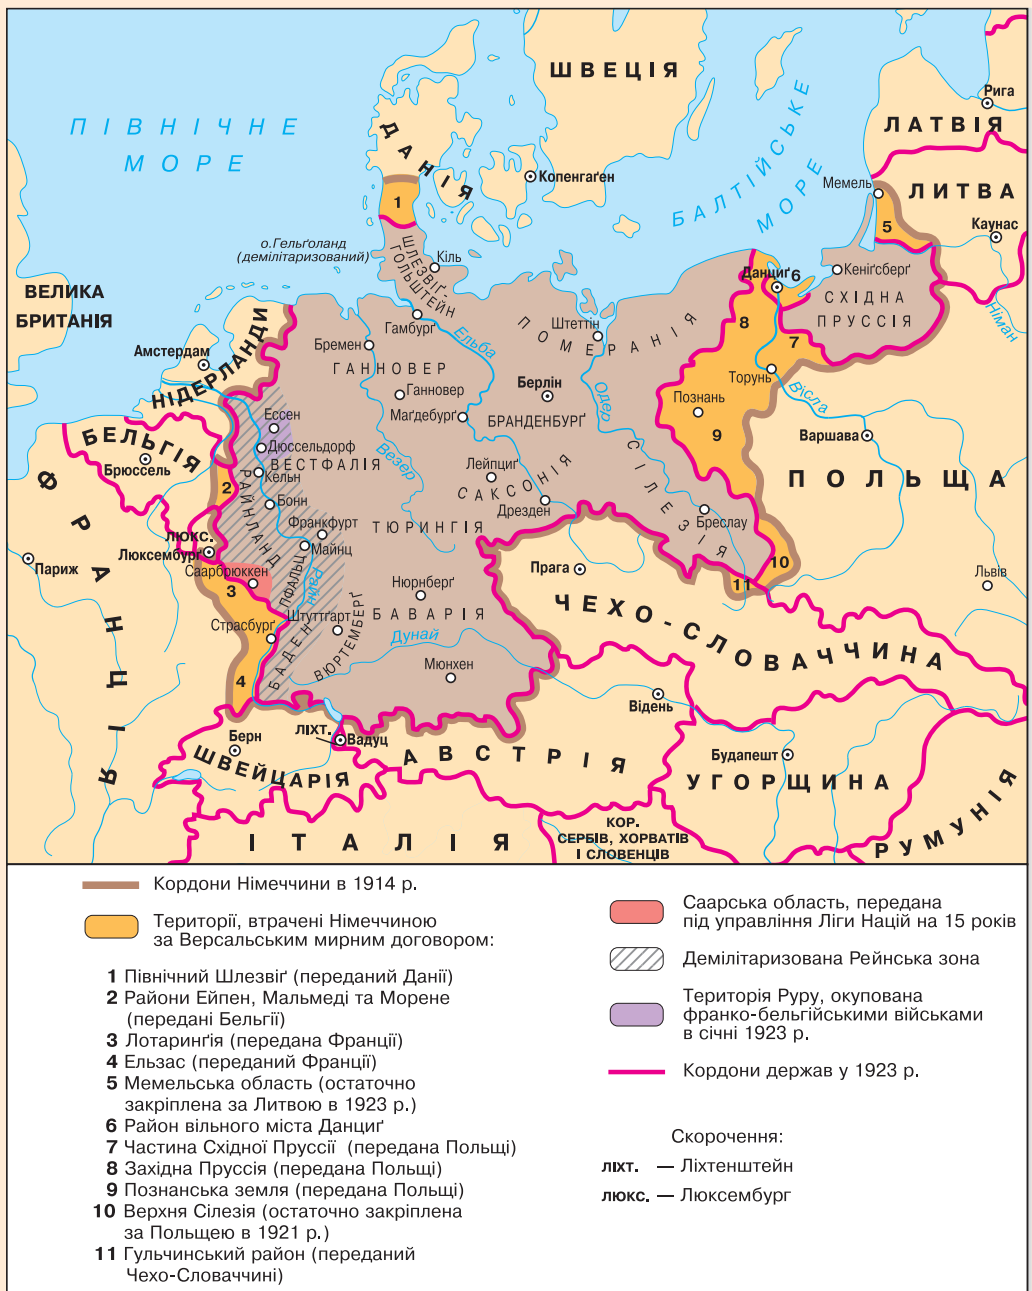 ШВЕЦІЯ
ПІВНІЧНЕ
МОРЕ
ДАНІЯ
Копенгаґен
БАЛТІЙСЬКЕ
МОРЕ
Рига
ЛАТВІЯ
ЛИТВА
Мемель
Каунас
1
5
о.Гельґоланд
(демілітаризований)
ШЛЕЗВІГ-
ГОЛЬШТЕЙН
Кіль
Данциґ
6
Кеніґсберґ
СХІДНА
ПРУССІЯ
Німан
ВЕЛИКА
БРИТАНІЯ
Гамбург
Ельба
ПОМЕРАНІЯ
Штеттін
8
7
Амстердам
НІДЕРЛАНДИ
Бремен
ГАННОВЕР
Ганновер
Берлін
Одер
Торунь
Вісла
Познань
Маґдебурґ
БРАНДЕНБУРҐ
9
Варшава
ПОЛЬЩА
Ессен
Дюссельдорф
ВЕСТФАЛІЯ
Кельн
Везер
Лейпциґ
САКСОНІЯ
Дрезден
СІЛЕЗІЯ
Бреслау
БЕЛЬГІЯ
Брюссель
2
РАЙНЛАНД
Бонн
Франкфурт
Майнц
ТЮРИНГІЯ
ФРАНЦІЯ
Париж
ЛЮКС.
Люксембурґ
Саарбрюккен
3
ПФАЛЬЦ
Райн
Нюрнберґ
БАВАРІЯ
Прага
10
11
Львів
ЧЕХО-СЛОВАЧЧИНА
Страсбурґ
Штуттґарт
БАДЕН
ВЮРТЕМБЕРҐ
Дунай
Мюнхен
4
Відень
Берн
ШВЕЙЦАРІЯ
ЛІХТ.
Вадуц
АВСТРІЯ
Будапешт
УГОРЩИНА
РУМУНІЯ
ІТАЛІЯ
КОР.
СЕРБІВ, ХОРВАТІВ
І СЛОВЕНЦІВ
Кордони Німеччини в 1914 р.
Території, втрачені Німеччиною
за Версальським мирним договором:
1 Північний Шлезвіґ (переданий Данії)
2 Райони Ейпен, Мальмеді та Морене
(передані Бельгії)
3 Лотаринґія (передана Франції)
4 Ельзас (переданий Франції)
5 Мемельська область (остаточно
закріплена за Литвою в 1923 р.)
6 Район вільного міста Данциґ
7 Частина Східної Пруссії (передана Польщі)
8 Західна Пруссія (передана Польщі)
9 Познанська земля (передана Польщі)
10 Верхня Сілезія (остаточно закріплена
за Польщею в 1921 р.)
11 Гульчинський район (переданий
Чехо-Словаччині)
Саарська область, передана
під управління Ліги Націй на 15 років
Демілітаризована Рейнська зона
Територія Руру, окупована
франко-бельгійськими військами
в січні 1923 р.
Кордони держав у 1923 р.
Скорочення:
ЛІХТ. — Ліхтенштейн
ЛЮКС. — Люксембург